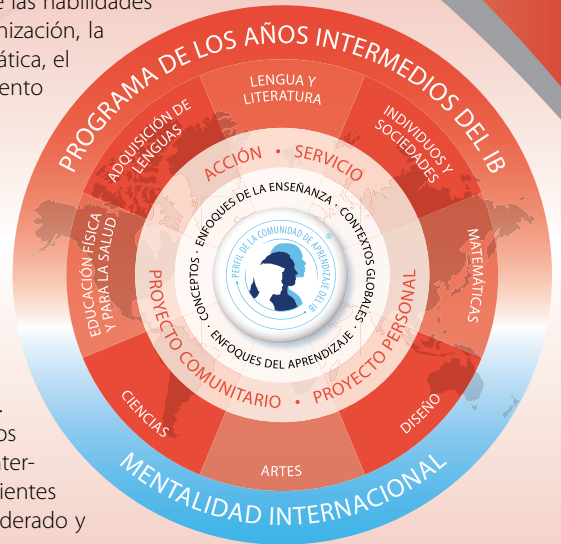 las habilidades
nización, la
ática, el
ento
PROGRAMA DE LOS AÑOS INTERMEDIOS DEL IB
LENGUA Y
LITERATURA
ADQUISICIÓN DE
LENGUAS
INDIVIDUOS Y
SOCIEDADES
EDUCACIÓN FÍSICA
Y PARA LA SALUD
MATEMÁTICAS
CIENCIAS
DISEÑO
ARTES
ACCIÓN • SERVICIO
PROYECTO COMUNITARIO • PROYECTO PERSONAL
CONCEPTOS · ENFOQUES DE LA ENSEÑANZA · CONTEXTOS GLOBALES ·
ENFOQUES DEL APRENDIZAJE ·
• PERFIL DE LA COMUNIDAD DE APRENDIZAJE DEL IB •
®
MENTALIDAD INTERNACIONAL
os
nter-
ientes
derado y